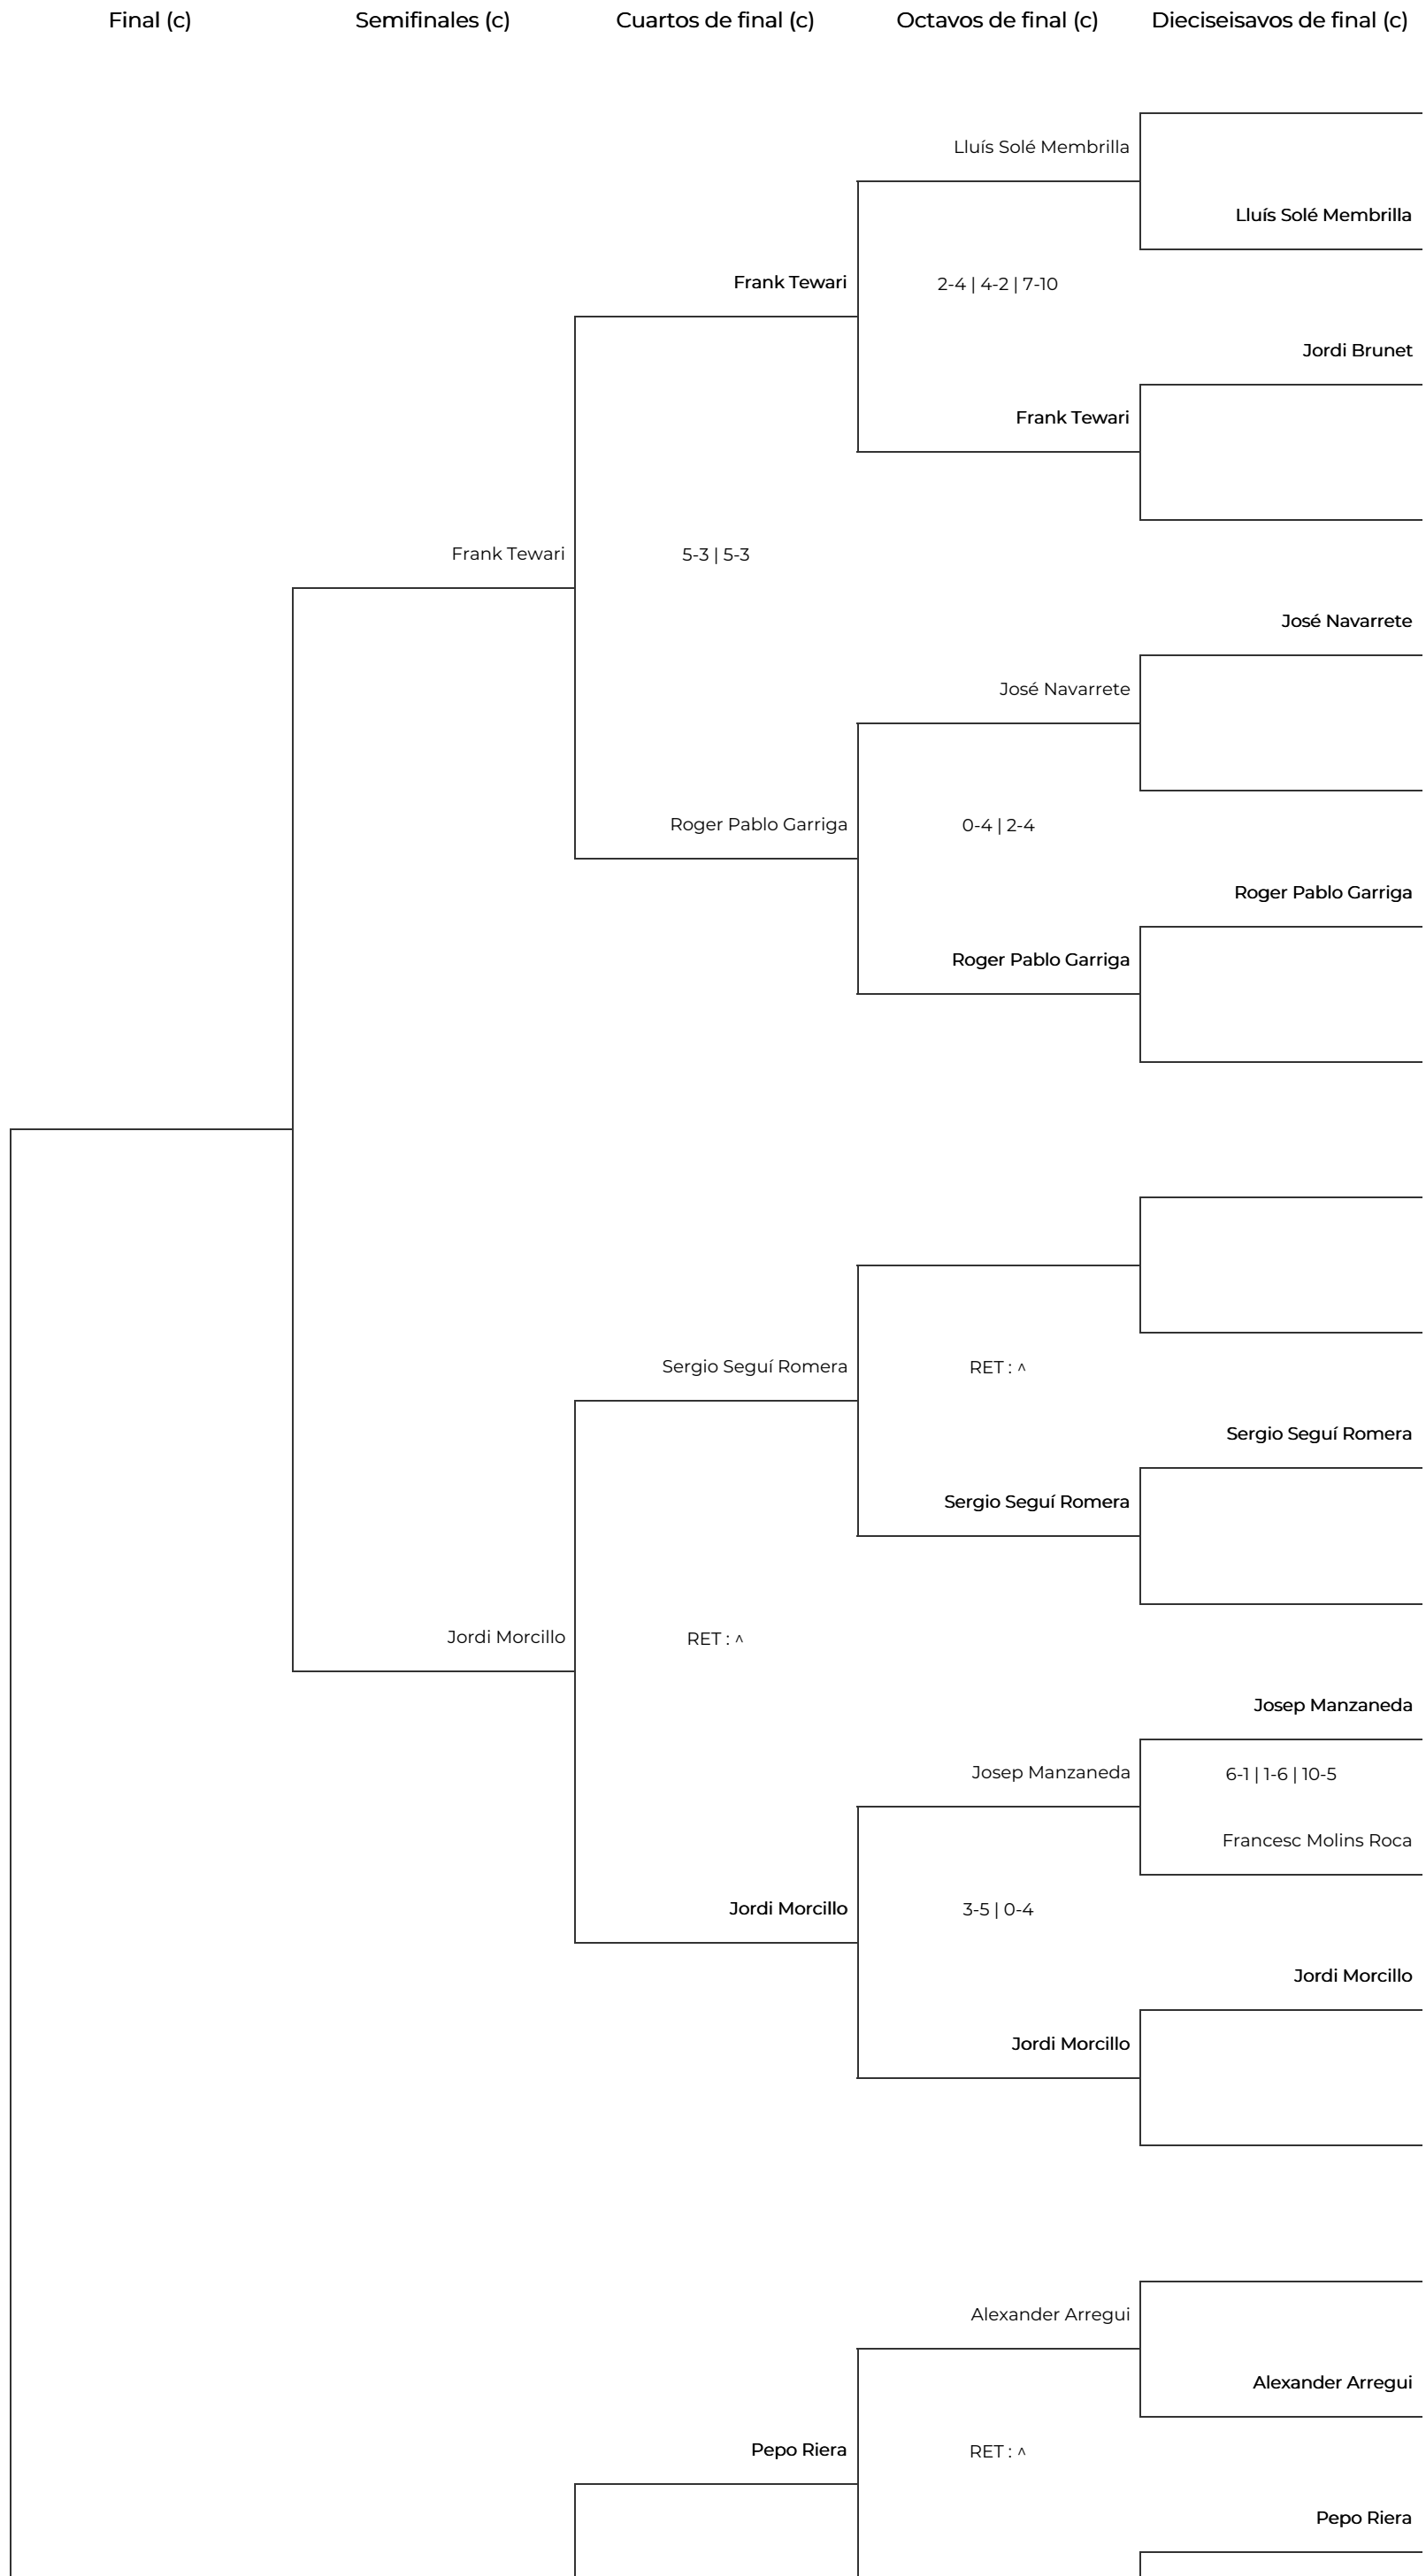 Final (c)
Semifinales (c)
Cuartos de final (c)
Octavos de final (c)
Dieciseisavos de final (c)
Lluís Solé Membrilla
Lluís Solé Membrilla
Frank Tewari
2-4 | 4-2 | 7-10
Jordi Brunet
Frank Tewari
Frank Tewari
5-3 | 5-3
José Navarrete
José Navarrete
Roger Pablo Garriga
0-4 | 2-4
Roger Pablo Garriga
Roger Pablo Garriga
Sergio Seguí Romera
RET : ^
Sergio Seguí Romera
Sergio Seguí Romera
Jordi Morcillo
RET : ^
Josep Manzaneda
Josep Manzaneda
6-1 | 1-6 | 10-5
Francesc Molins Roca
Jordi Morcillo
3-5 | 0-4
Jordi Morcillo
Jordi Morcillo
Alexander Arregui
Alexander Arregui
Pepo Riera
RET : ^
Pepo Riera